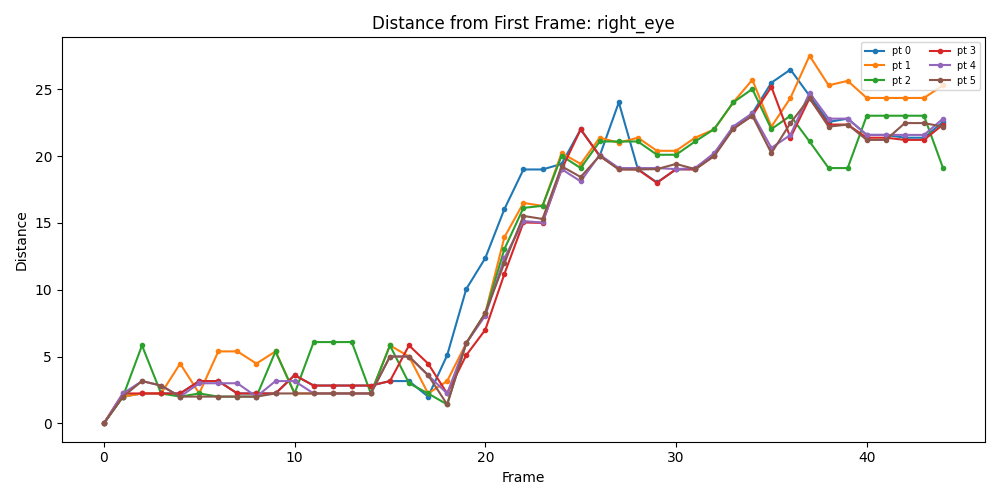 Distance from First Frame: right_eye
pt 0
pt 1
pt 2
pt 3
pt 4
pt 5
Distance
25
20
15
10
5
0
0 10 20 30 40
Frame